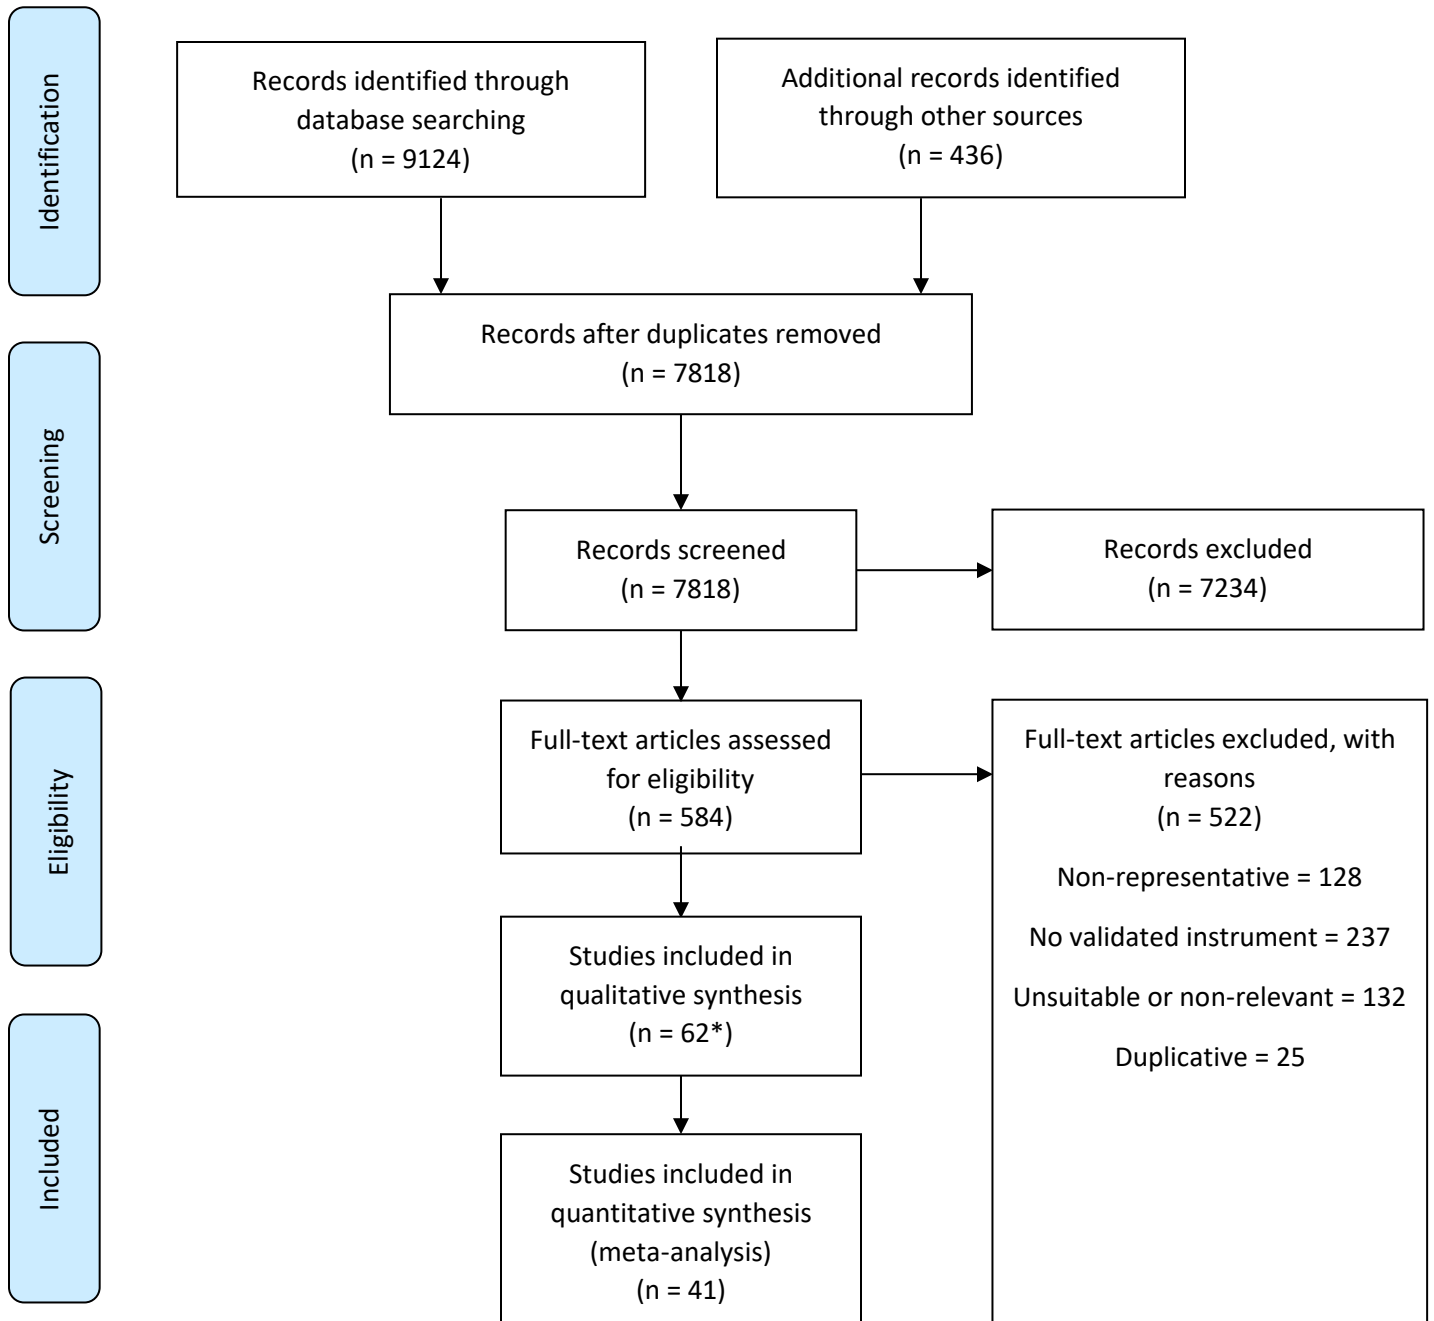 Identification
Records identified through
database searching
(n = 9124)
Additional records identified
through other sources
(n = 436)
Records after duplicates removed
(n = 7818)
Screening
Records screened
(n = 7818)
Records excluded
(n = 7234)
Eligibility
Full-text articles assessed
for eligibility
(n = 584)
Full-text articles excluded, with
reasons
(n = 522)
Non-representative = 128
No validated instrument = 237
Unsuitable or non-relevant = 132
Duplicative = 25
Studies included in
qualitative synthesis
(n = 62*)
Included
Studies included in
quantitative synthesis
(meta-analysis)
(n = 41)